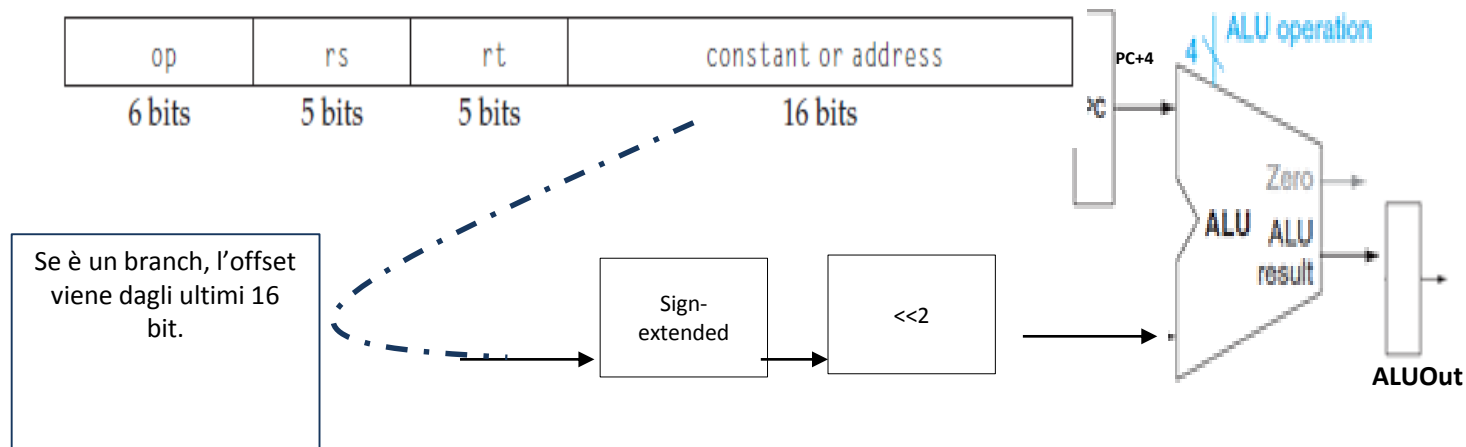 op rs rt constant or address
6 bits 5 bits 5 bits 16 bits
PC
PC+4
4
ALU operation
Zero
ALU
ALU
result
ALUOut
Se è un branch, l’offset
viene dagli ultimi 16
bit.
Sign-
extended
<<2